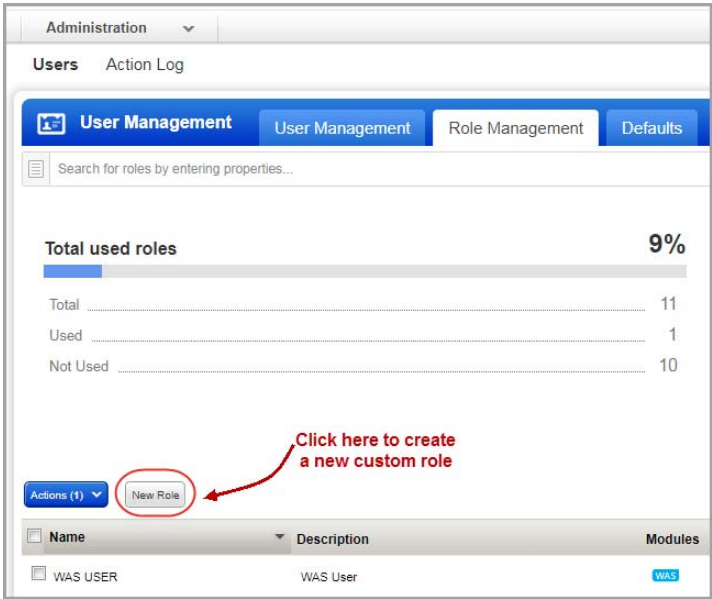 Administration
Users Action Log
User Management User Management Role Management Defaults
Search for roles by entering properties...
Total used roles 9%
Total 11
Used 1
Not Used 10
Click here to create
a new custom role
Actions (1) New Role
Name Description Modules
WAS USER WAS User WAS